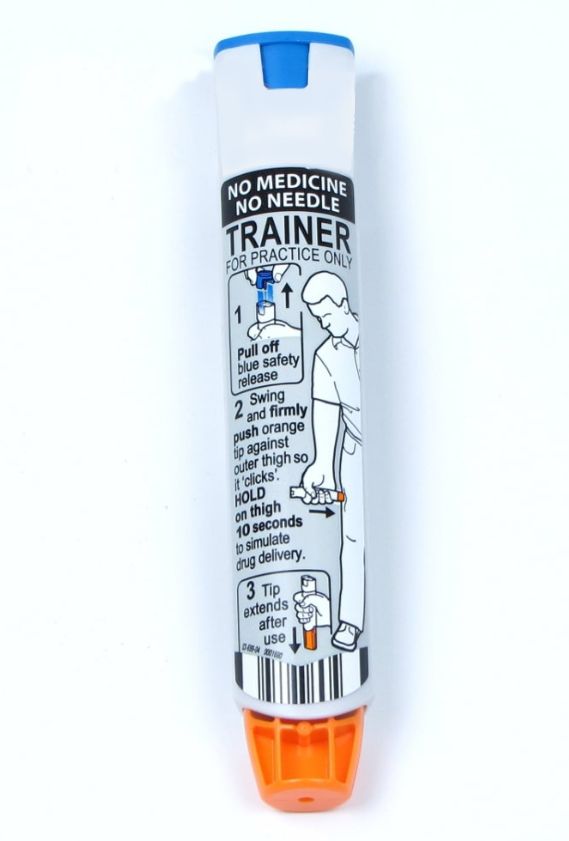 NO MEDICINE
NO NEEDLE
TRAINER
FOR PRACTICE ONLY
1
Pull off
blue safety
release
2 Swing
and firmly
push orange
tip against
outer thigh so
it 'clicks'.
HOLD
on thigh
10 seconds
to simulate
drug delivery.
3 Tip
extends
after
use